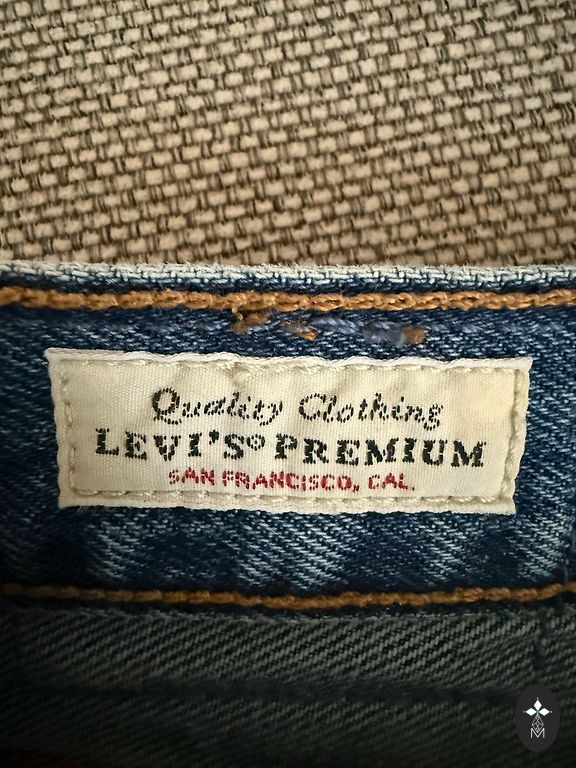 Quality Clothing
LEVI'S® PREMIUM
SAN FRANCISCO, CAL.
M